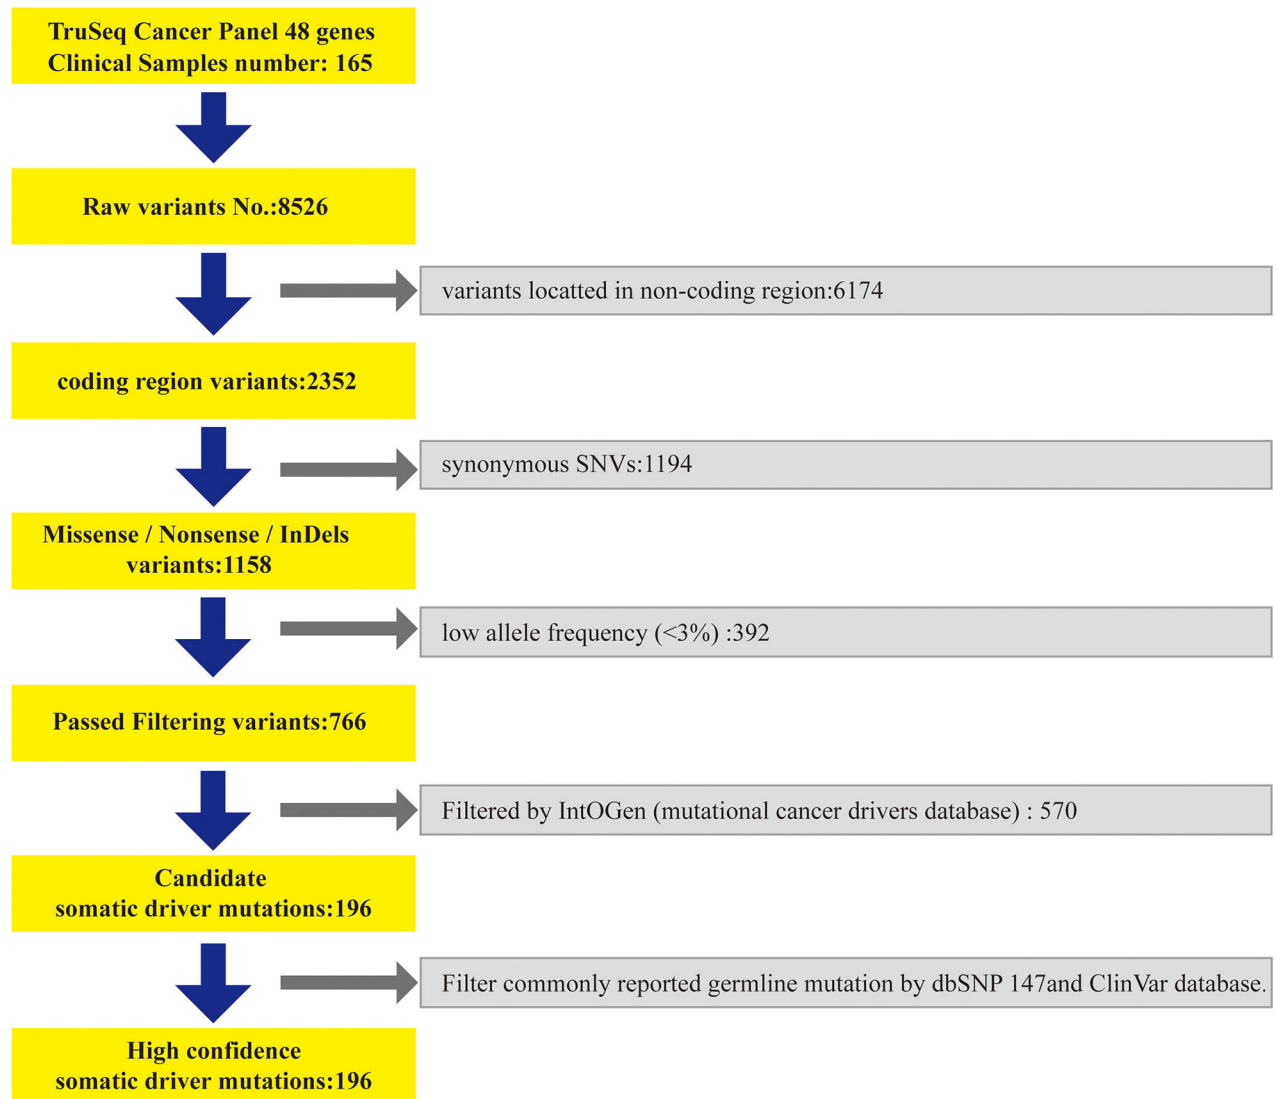 TruSeq Cancer Panel 48 genes
Clinical Samples number: 165
Raw variants No.:8526
variants locatted in non-coding region:6174
coding region variants:2352
synonymous SNVs:1194
Missense / Nonsense / InDels
variants:1158
low allele frequency (<3%) :392
Passed Filtering variants:766
Filtered by IntOGen (mutational cancer drivers database) : 570
Candidate
somatic driver mutations:196
Filter commonly reported germline mutation by dbSNP 147and ClinVar database.
High confidence
somatic driver mutations:196